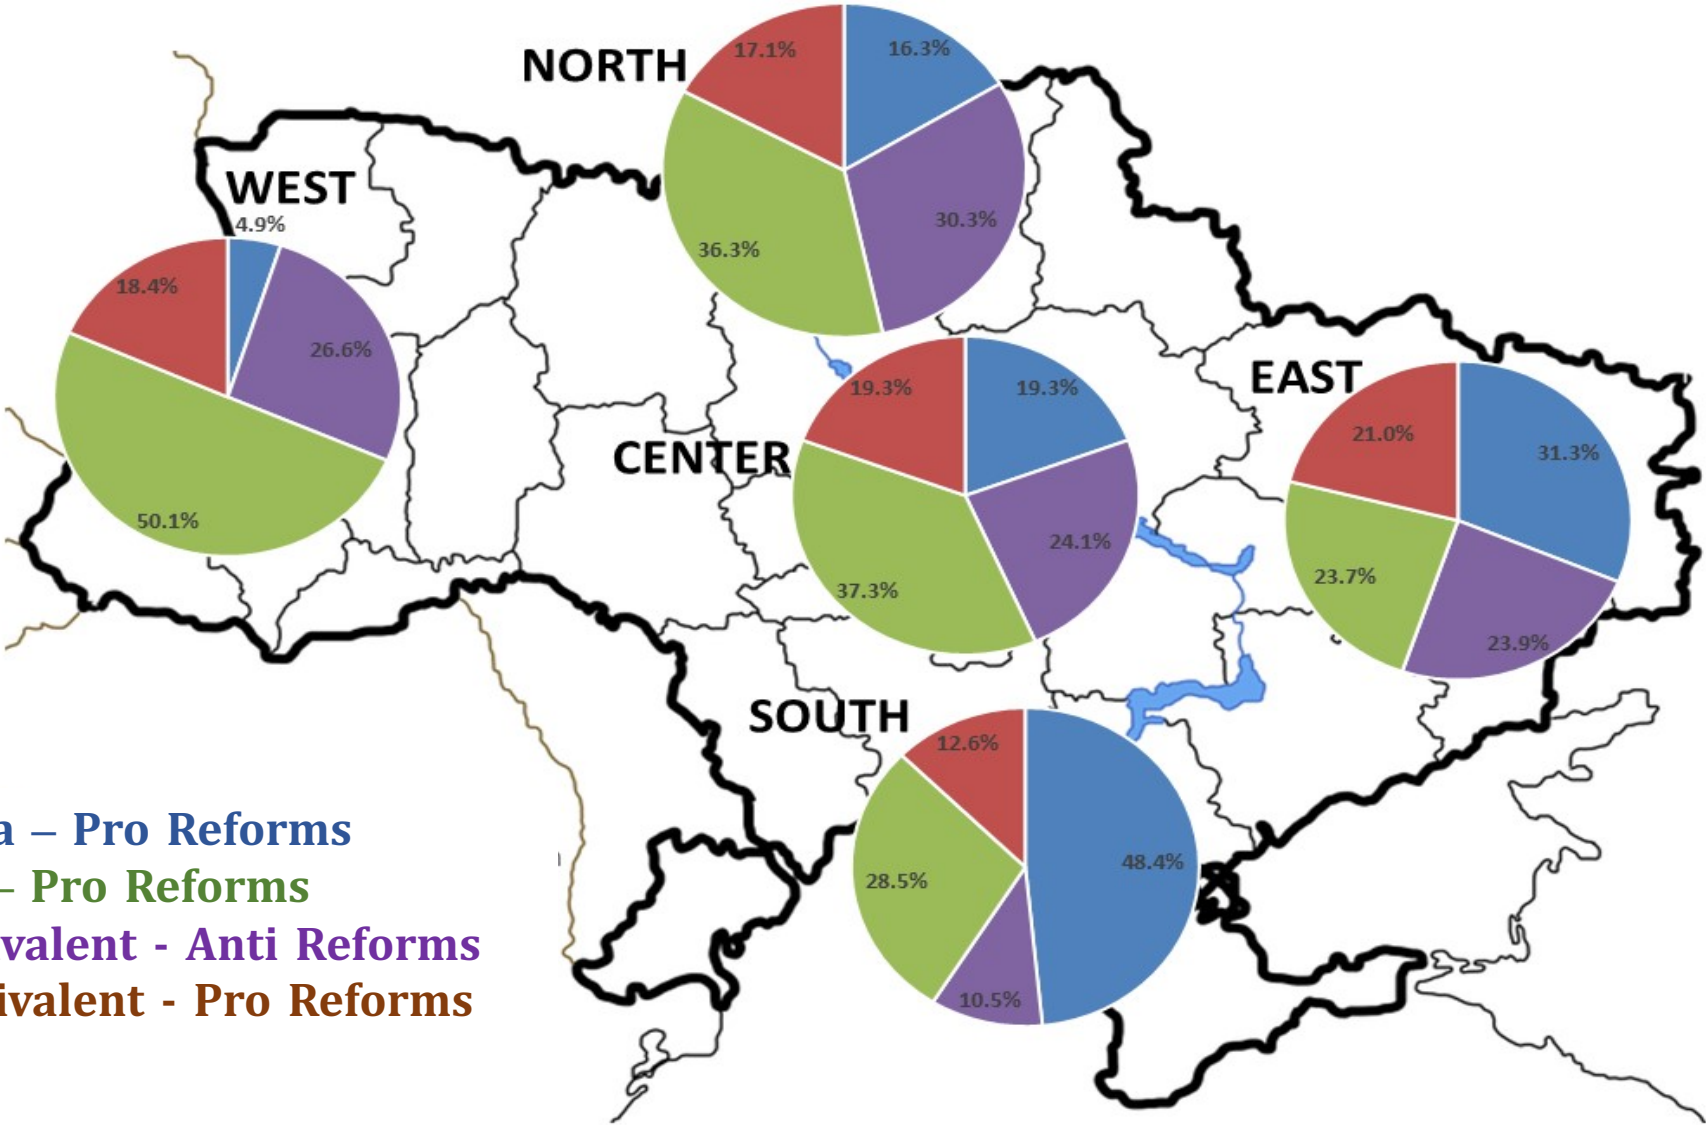 NORTH
17.1%
16.3%
36.3%
30.3%
WEST
4.9%
18.4%
26.6%
50.1%
CENTER
19.3%
19.3%
37.3%
24.1%
EAST
21.0%
31.3%
23.7%
23.9%
SOUTH
12.6%
48.4%
28.5%
10.5%
a – Pro Reforms
– Pro Reforms
valent - Anti Reforms
ivalent - Pro Reforms